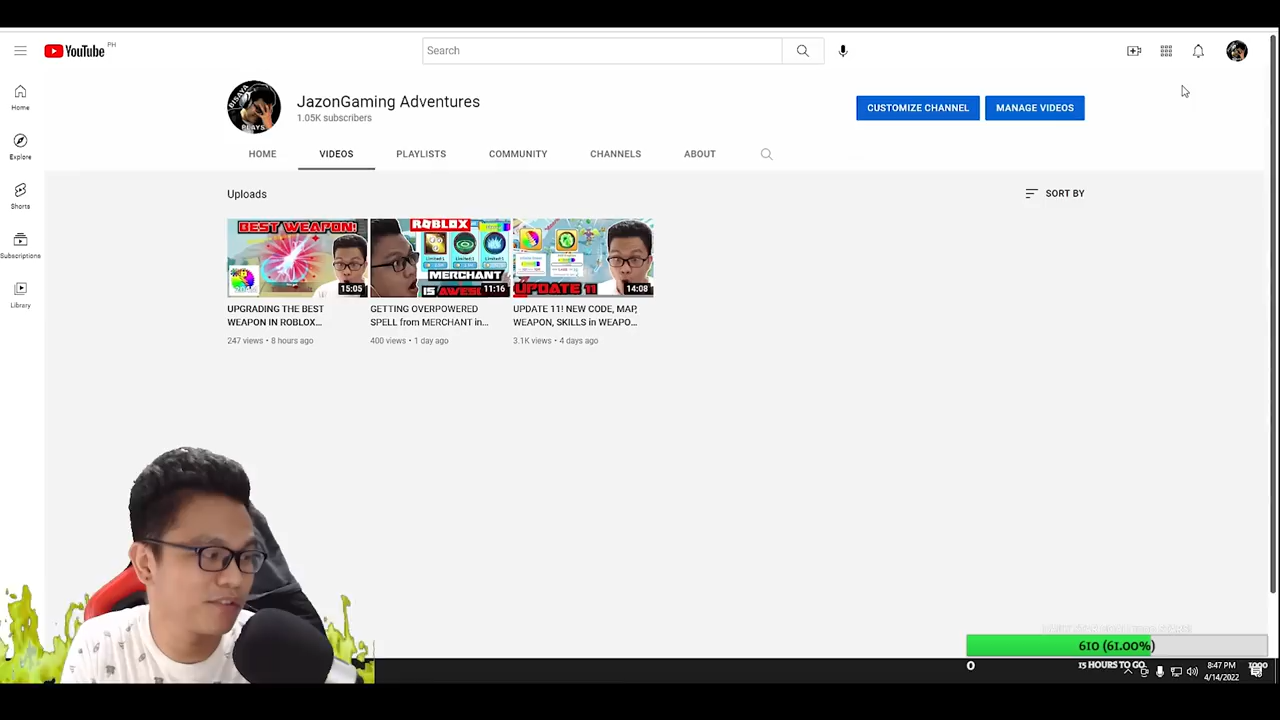 YouTube PH
Search
Home
Explore
Shorts
Subscriptions
Library
BISAYA
PLAYS
JazonGaming Adventures
1.05K subscribers
CUSTOMIZE CHANNEL
MANAGE VIDEOS
HOME
VIDEOS
PLAYLISTS
COMMUNITY
CHANNELS
ABOUT
Uploads
SORT BY
BEST WEAPON!
15:05
UPGRADING THE BEST
WEAPON IN ROBLOX...
247 views • 8 hours ago
ROBLOX
MERCHANT
IS AWESO
11:16
GETTING OVERPOWERED
SPELL from MERCHANT in...
400 views • 1 day ago
UPDATE 11
14:08
UPDATE 11! NEW CODE, MAP,
WEAPON, SKILLS in WEAPO...
3.1K views • 4 days ago
610 (61.00%)
0
15 HOURS TO GO
1000
8:47 PM
4/14/2022